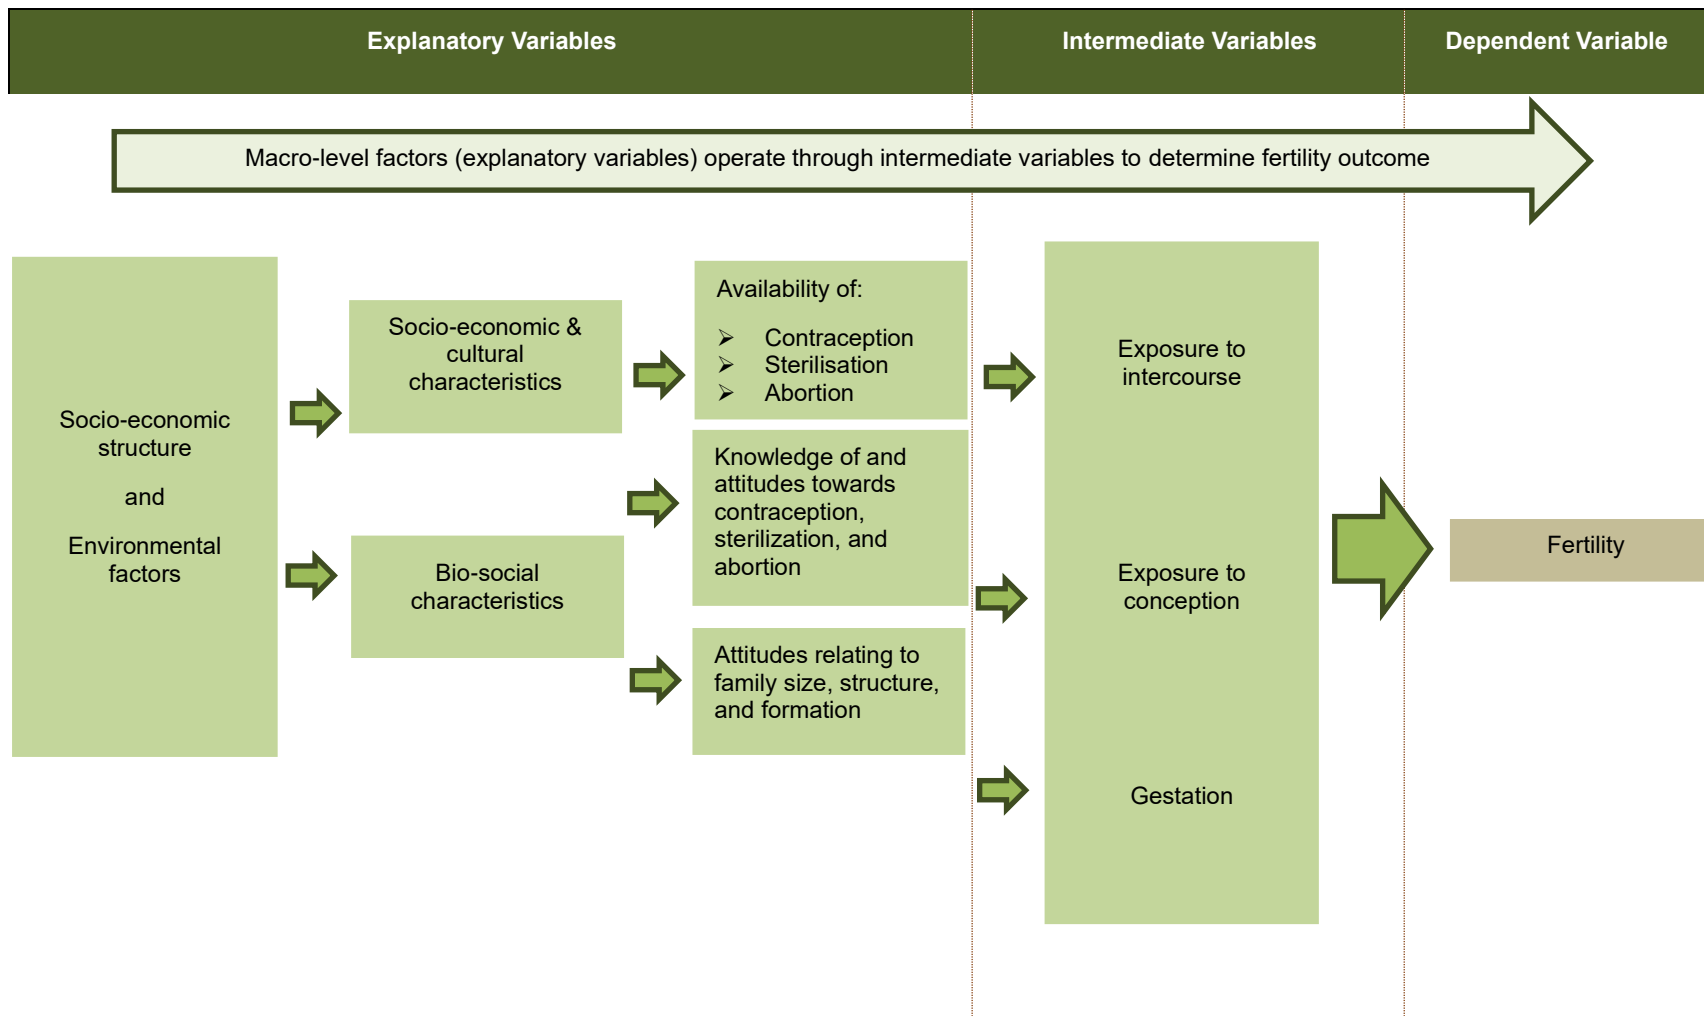 Explanatory Variables
Intermediate Variables
Dependent Variable
Macro-level factors (explanatory variables) operate through intermediate variables to determine fertility outcome
Socio-economic
structure
and
Environmental
factors
Socio-economic &
cultural
characteristics
Bio-social
characteristics
Availability of:
➢ Contraception
➢ Sterilisation
➢ Abortion
Knowledge of and
attitudes towards
contraception,
sterilization, and
abortion
Attitudes relating to
family size, structure,
and formation
Exposure to
intercourse
Exposure to
conception
Gestation
Fertility